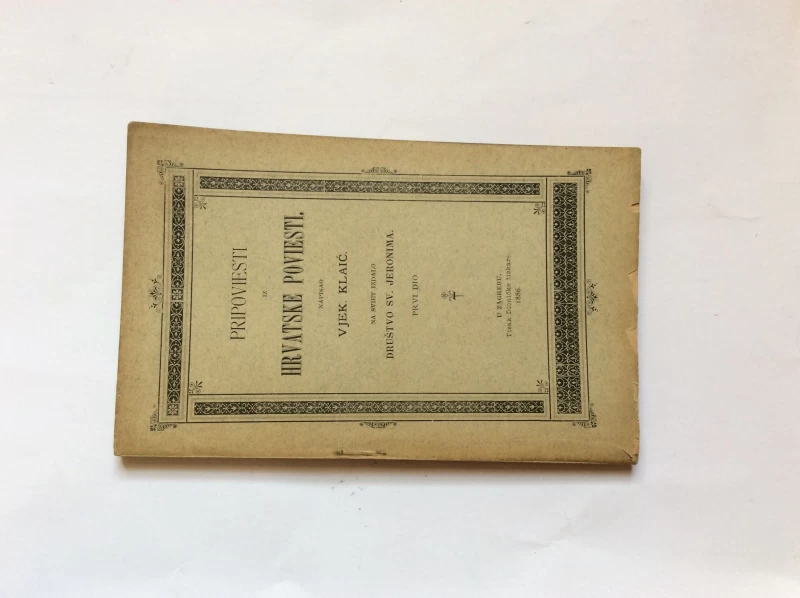 PRIPOVIESTI
IZ
HRVATSKE POVIESTI.
NAPISAO
VJEK. KLAIĆ.
NA SVIET IZDALO
DRUŠTVO SV. JERONIMA.
PRVI DIO.
U ZAGREBU,
Tisak Dioničke tiskare.
1886.